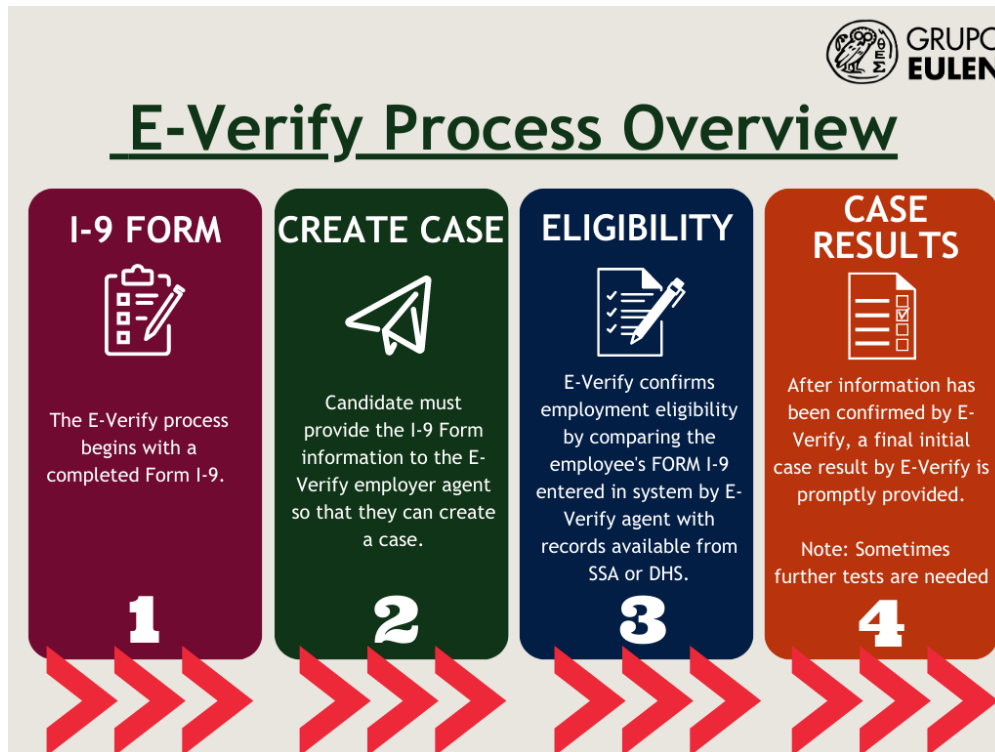 GRUPO
EULEN
E-Verify Process Overview
I-9 FORM
The E-Verify process
begins with a
completed Form I-9.
1
CREATE CASE
Candidate must
provide the I-9 Form
information to the E-
Verify employer agent
so that they can create
a case.
2
ELIGIBILITY
E-Verify confirms
employment eligibility
by comparing the
employee's FORM I-9
entered in system by E-
Verify agent with
records available from
SSA or DHS.
3
CASE
RESULTS
After information has
been confirmed by E-
Verify, a final initial
case result by E-Verify is
promptly provided.
Note: Sometimes
further tests are needed
4